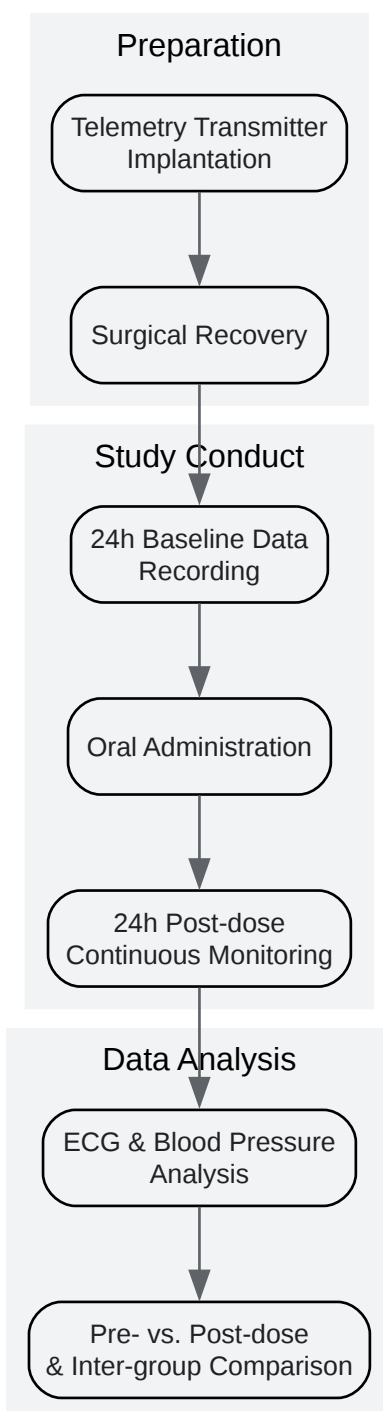 Preparation
Telemetry Transmitter
Implantation
Surgical Recovery
Study Conduct
24h Baseline Data
Recording
Oral Administration
24h Post-dose
Continuous Monitoring
Data Analysis
ECG & Blood Pressure
Analysis
Pre- vs. Post-dose
& Inter-group Comparison